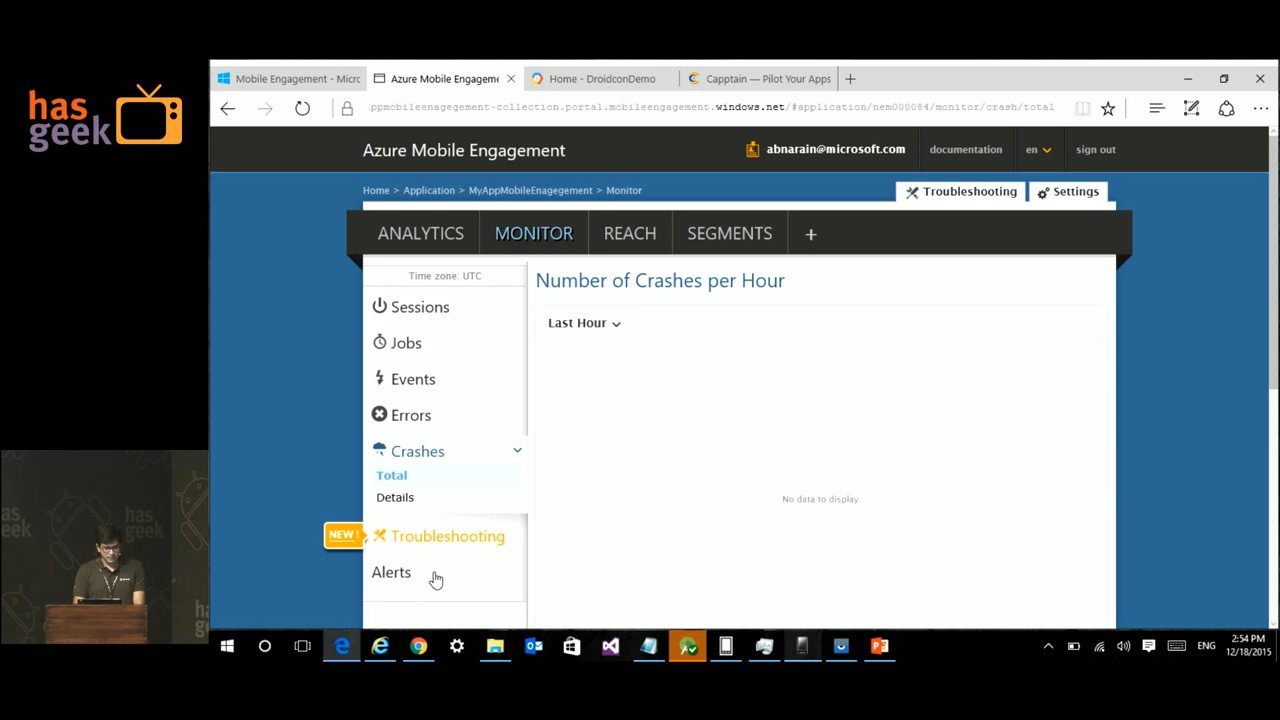 has
geek
Mobile Engagement - Micro
Azure Mobile Engageme
Home - DroidconDemo
Capptain — Pilot Your Apps
ppmobileenagegement-collection.portal.mobileengagement.windows.net/#application/nem000084/monitor/crash/total
Azure Mobile Engagement
abnarain@microsoft.com
documentation
en
sign out
Home > Application > MyAppMobileEnagegement > Monitor
Troubleshooting
Settings
ANALYTICS
MONITOR
REACH
SEGMENTS
+
Time zone: UTC
Number of Crashes per Hour
Sessions
Last Hour
Jobs
Events
Errors
Crashes
Total
Details
No data to display.
NEW!
Troubleshooting
Alerts
has
geek
has
geek
ENG
2:54 PM
12/18/2015